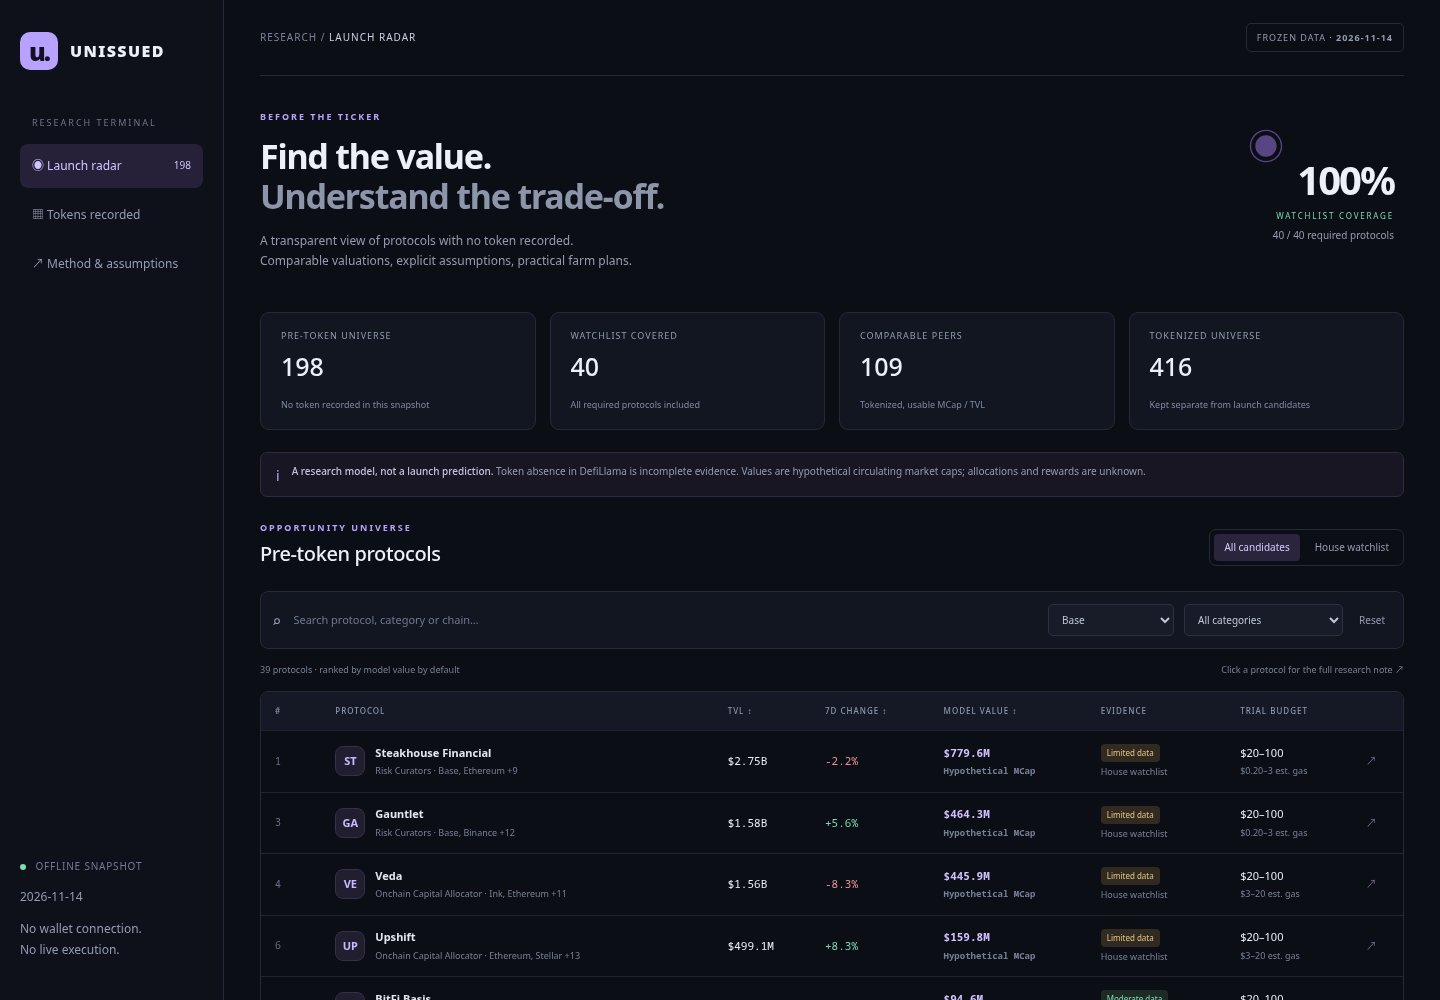 u. UNISSUED
RESEARCH TERMINAL
Launch radar 198
Tokens recorded
↗ Method & assumptions
OFFLINE SNAPSHOT
2026-11-14
No wallet connection.
No live execution.
RESEARCH / LAUNCH RADAR
FROZEN DATA · 2026-11-14
BEFORE THE TICKER
Find the value.
Understand the trade-off.
A transparent view of protocols with no token recorded.
Comparable valuations, explicit assumptions, practical farm plans.
100%
WATCHLIST COVERAGE
40 / 40 required protocols
PRE-TOKEN UNIVERSE
198
No token recorded in this snapshot
WATCHLIST COVERED
40
All required protocols included
COMPARABLE PEERS
109
Tokenized, usable MCap / TVL
TOKENIZED UNIVERSE
416
Kept separate from launch candidates
i A research model, not a launch prediction. Token absence in DefiLlama is incomplete evidence. Values are hypothetical circulating market caps; allocations and rewards are unknown.
OPPORTUNITY UNIVERSE
Pre-token protocols
All candidates House watchlist
Search protocol, category or chain… Base All categories Reset
39 protocols · ranked by model value by default
Click a protocol for the full research note ↗
# PROTOCOL TVL ↕ 7D CHANGE ↕ MODEL VALUE ↕ EVIDENCE TRIAL BUDGET
1 ST Steakhouse Financial $2.75B -2.2% $779.6M Limited data $20–100 ↗
Risk Curators · Base, Ethereum +9 Hypothetical MCap House watchlist $0.20–3 est. gas
3 GA Gauntlet $1.58B +5.6% $464.3M Limited data $20–100 ↗
Risk Curators · Base, Binance +12 Hypothetical MCap House watchlist $0.20–3 est. gas
4 VE Veda $1.56B -8.3% $445.9M Limited data $20–100 ↗
Onchain Capital Allocator · Ink, Ethereum +11 Hypothetical MCap House watchlist $3–20 est. gas
6 UP Upshift $499.1M +8.3% $159.8M Limited data $20–100 ↗
Onchain Capital Allocator · Ethereum, Stellar +13 Hypothetical MCap House watchlist $3–20 est. gas
BitFi Basis $94.6M Moderate data $20–100